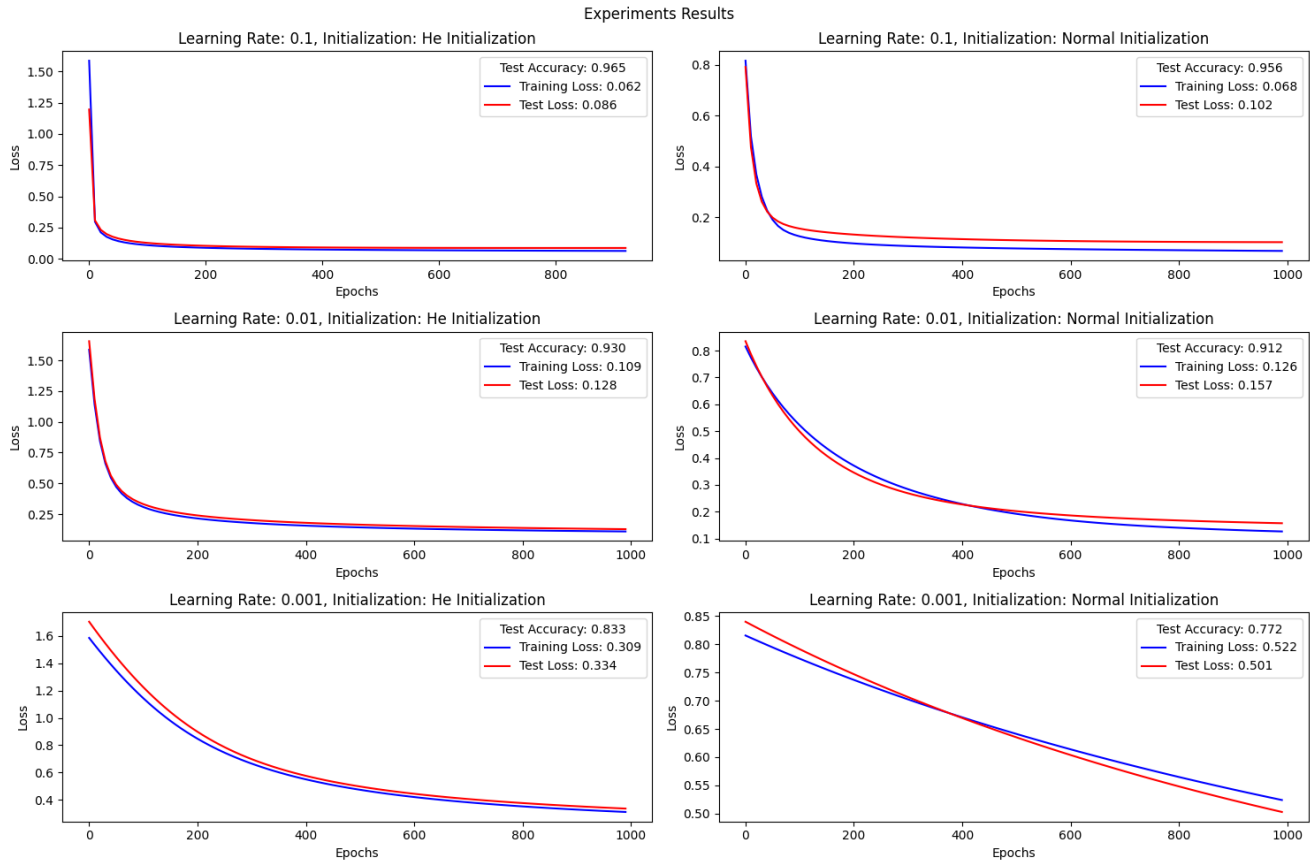 Experiments Results
Learning Rate: 0.1, Initialization: He Initialization
Test Accuracy: 0.965
Training Loss: 0.062
Test Loss: 0.086
1.50
1.25
1.00
0.75
0.50
0.25
0.00
Loss
0
200
400
600
800
Epochs
Learning Rate: 0.1, Initialization: Normal Initialization
Test Accuracy: 0.956
Training Loss: 0.068
Test Loss: 0.102
0.8
0.6
0.4
0.2
Loss
0
200
400
600
800
1000
Epochs
Learning Rate: 0.01, Initialization: He Initialization
Test Accuracy: 0.930
Training Loss: 0.109
Test Loss: 0.128
1.50
1.25
1.00
0.75
0.50
0.25
Loss
0
200
400
600
800
1000
Epochs
Learning Rate: 0.01, Initialization: Normal Initialization
Test Accuracy: 0.912
Training Loss: 0.126
Test Loss: 0.157
0.8
0.7
0.6
0.5
0.4
0.3
0.2
0.1
Loss
0
200
400
600
800
1000
Epochs
Learning Rate: 0.001, Initialization: He Initialization
Test Accuracy: 0.833
Training Loss: 0.309
Test Loss: 0.334
1.6
1.4
1.2
1.0
0.8
0.6
0.4
Loss
0
200
400
600
800
1000
Epochs
Learning Rate: 0.001, Initialization: Normal Initialization
Test Accuracy: 0.772
Training Loss: 0.522
Test Loss: 0.501
0.85
0.80
0.75
0.70
0.65
0.60
0.55
0.50
Loss
0
200
400
600
800
1000
Epochs